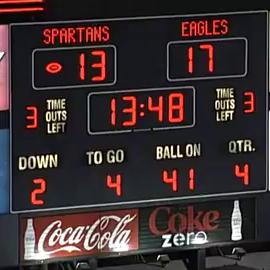 SPARTANS EAGLES
13 17
3 TIME OUTS LEFT 13:48 TIME OUTS LEFT 3
DOWN TO GO BALL ON QTR.
2 4 41 4
Coca-Cola Coke zero